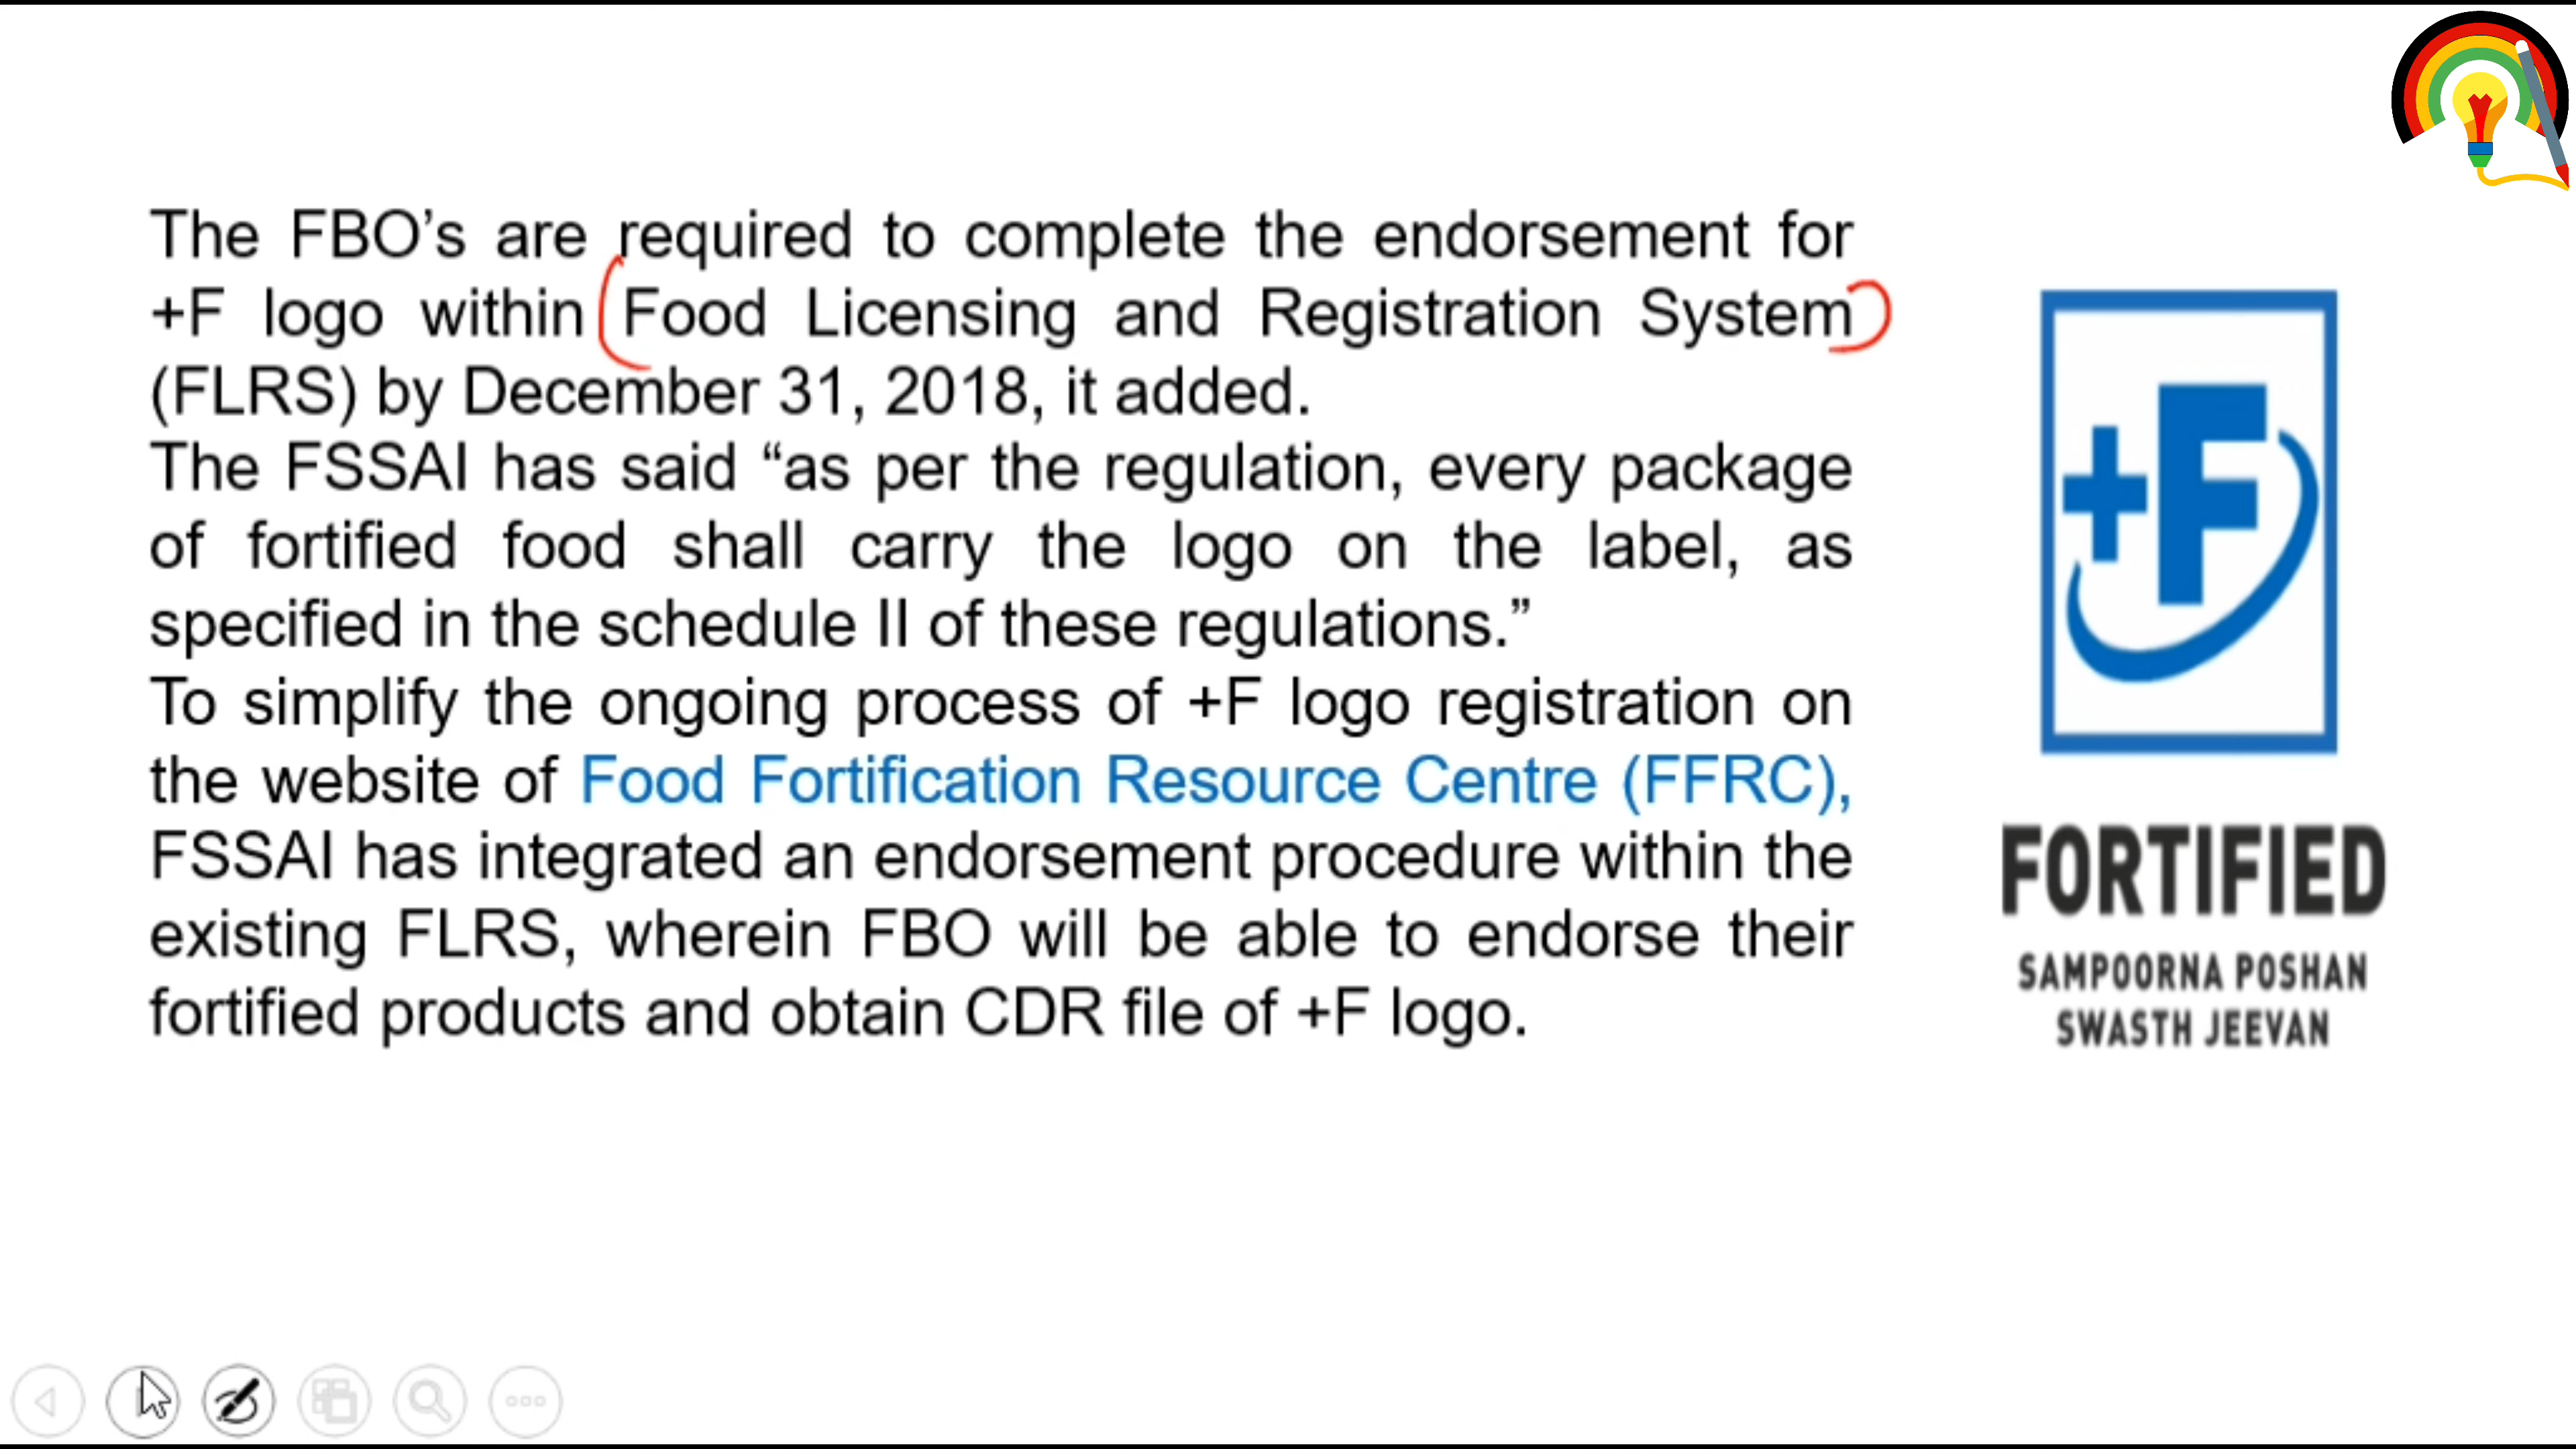 The FBO’s are required to complete the endorsement for
+F logo within Food Licensing and Registration System
(FLRS) by December 31, 2018, it added.
The FSSAI has said “as per the regulation, every package
of fortified food shall carry the logo on the label, as
specified in the schedule II of these regulations.”
To simplify the ongoing process of +F logo registration on
the website of Food Fortification Resource Centre (FFRC),
FSSAI has integrated an endorsement procedure within the
existing FLRS, wherein FBO will be able to endorse their
fortified products and obtain CDR file of +F logo.
+F
FORTIFIED
SAMPOORNA POSHAN
SWASTH JEEVAN